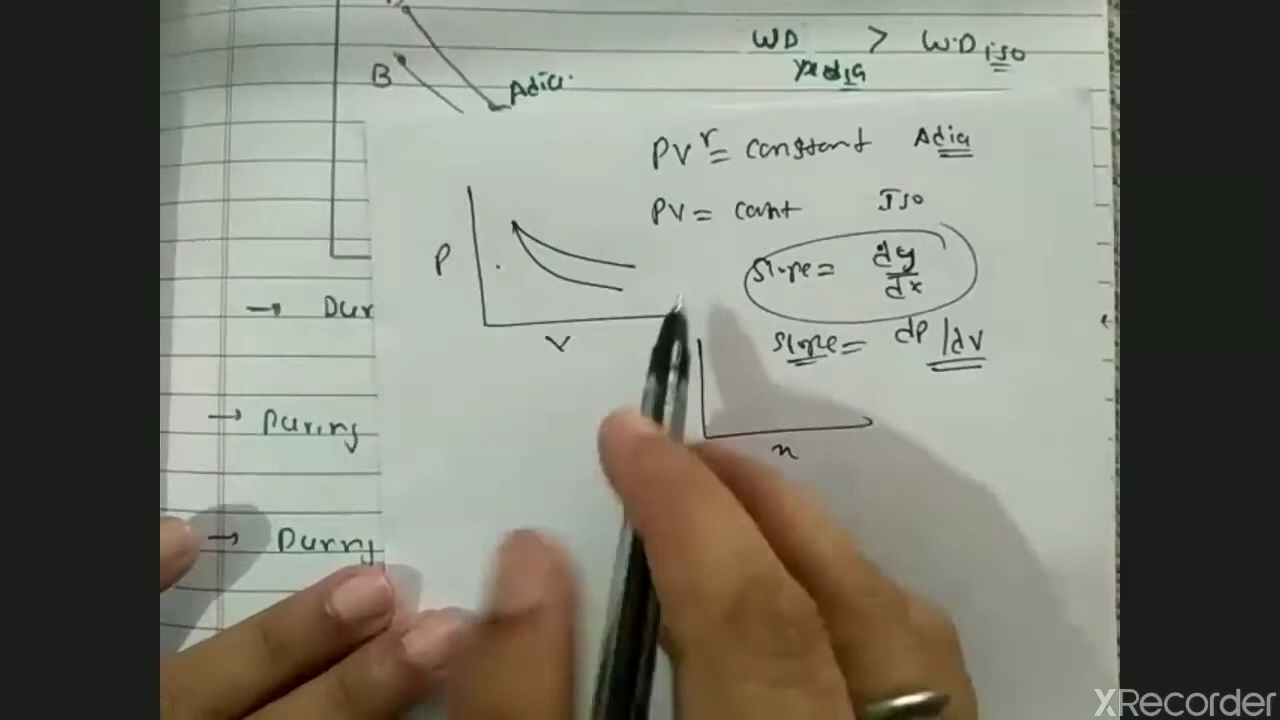 WD > W.D iso
adia
B
Adia.
PV^r = constant Adia
PV = cont Iso
P
Slope = dy/dx
V
slope = dP/dV
n
→ Dur
→ During
→ During
XRecorder